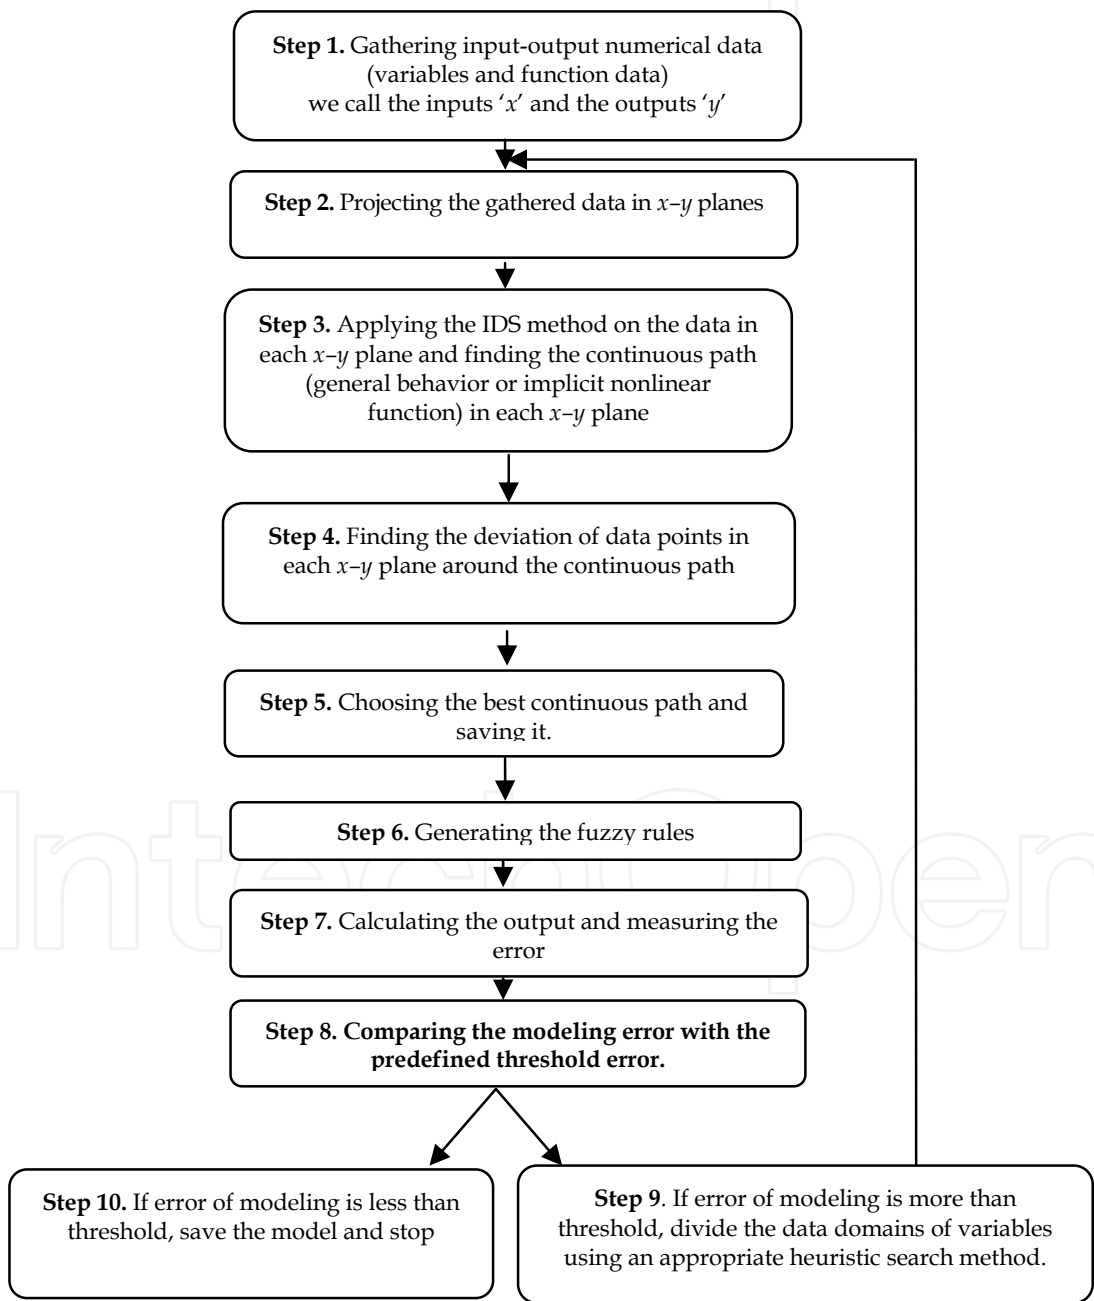 Step 1. Gathering input-output numerical data
(variables and function data)
we call the inputs ‘x’ and the outputs ‘y’
Step 2. Projecting the gathered data in x–y planes
Step 3. Applying the IDS method on the data in
each x–y plane and finding the continuous path
(general behavior or implicit nonlinear
function) in each x–y plane
Step 4. Finding the deviation of data points in
each x–y plane around the continuous path
Step 5. Choosing the best continuous path and
saving it.
Step 6. Generating the fuzzy rules
Step 7. Calculating the output and measuring the
error
Step 8. Comparing the modeling error with the
predefined threshold error.
Step 10. If error of modeling is less than
threshold, save the model and stop
Step 9. If error of modeling is more than
threshold, divide the data domains of variables
using an appropriate heuristic search method.
IntechOpen